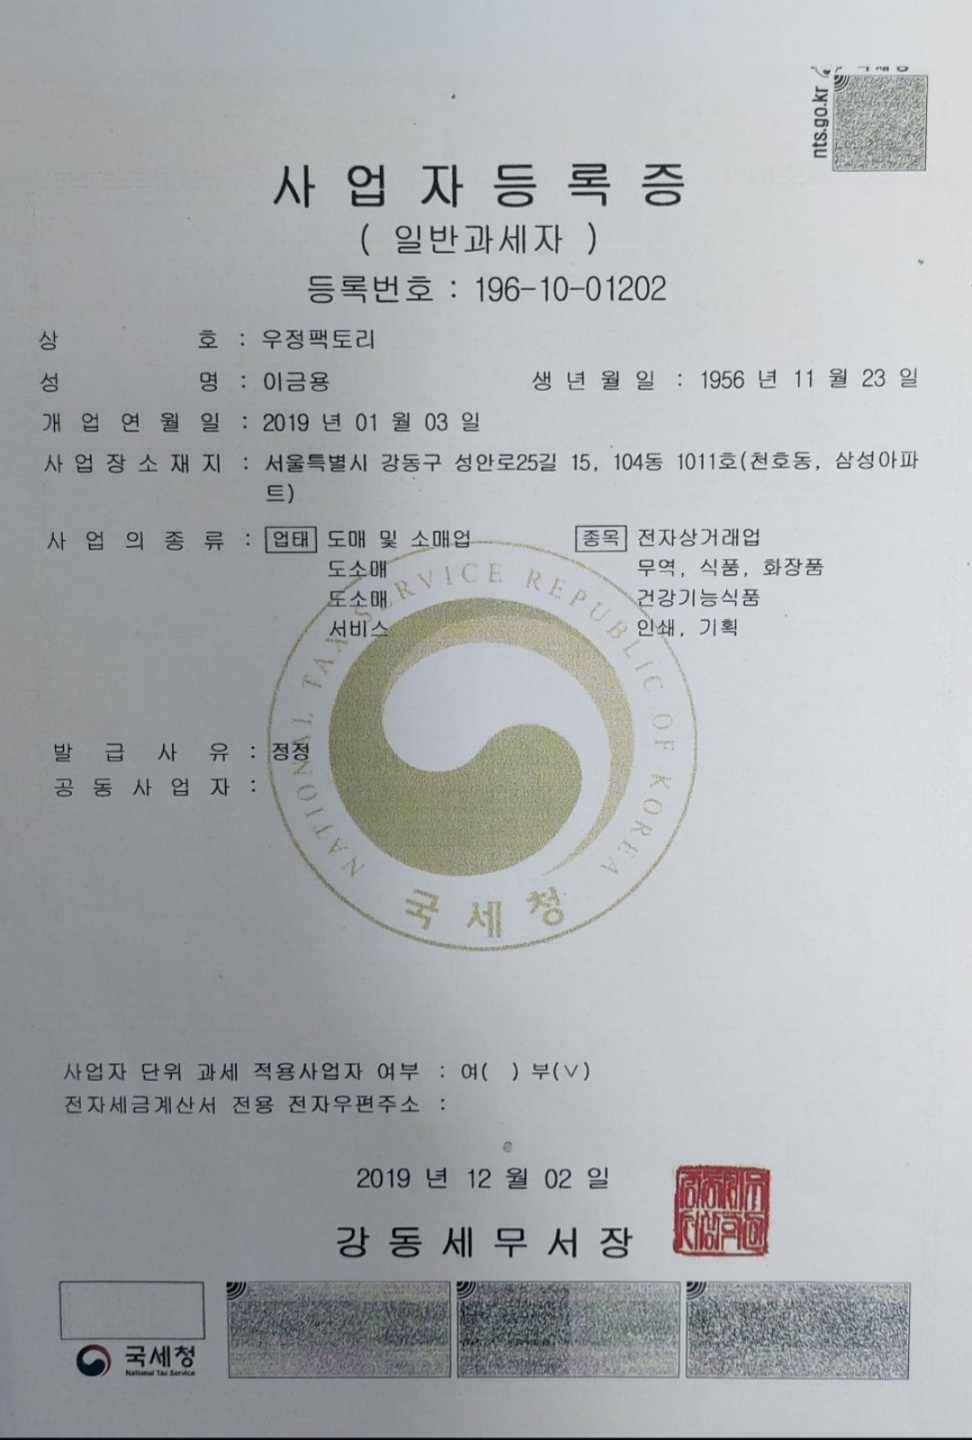 nts.go.kr
사업자등록증
( 일반과세자 )
등록번호 : 196-10-01202
상 호 : 우정팩토리
성 명 : 이금용 생년월일 : 1956 년 11 월 23 일
개업연월일 : 2019 년 01 월 03 일
사업장소재지 : 서울특별시 강동구 성안로25길 15, 104동 1011호(천호동, 삼성아파
트)
사업의종류 : 업태 도매 및 소매업 종목 전자상거래업
도소매 무역, 식품, 화장품
도소매 건강기능식품
서비스 인쇄, 기획
NATIONAL TAX SERVICE REPUBLIC OF KOREA
발급사유 : 정정
공동사업자 :
국세청
사업자 단위 과세 적용사업자 여부 : 여( ) 부(∨)
전자세금계산서 전용 전자우편주소 :
2019 년 12 월 02 일
강동세무서장
국세청
National Tax Service